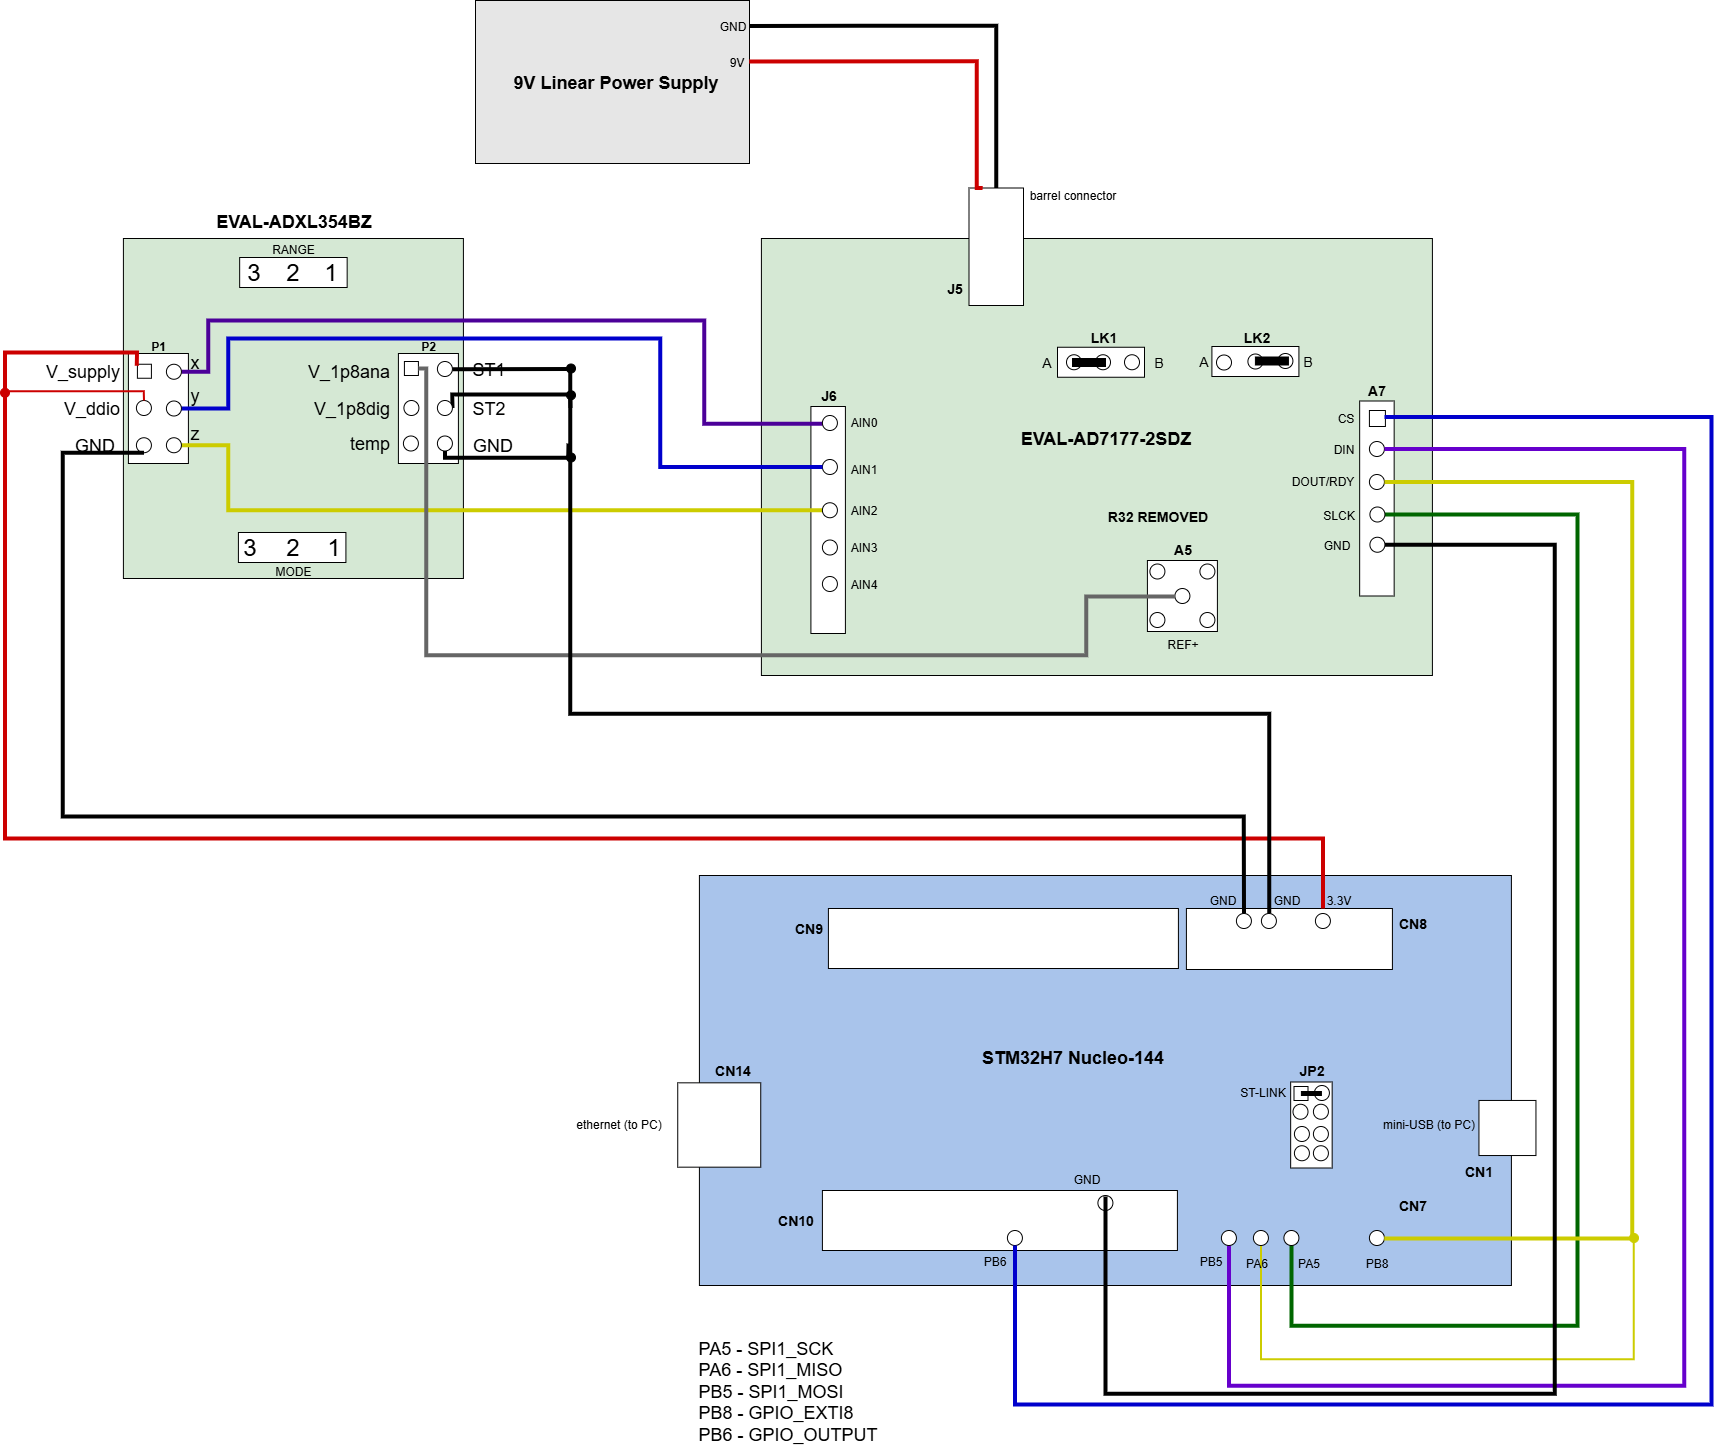 GND
9V
9V Linear Power Supply
barrel connector
EVAL-ADXL354BZ
RANGE
3 2 1
J5
P1
P2
LK1
LK2
A
B
A
B
V_supply
x
V_1p8ana
ST1
V_ddio
y
V_1p8dig
ST2
GND
z
temp
GND
J6
A7
AIN0
CS
EVAL-AD7177-2SDZ
AIN1
DIN
DOUT/RDY
AIN2
R32 REMOVED
SLCK
AIN3
A5
GND
AIN4
3 2 1
MODE
REF+
GND
GND
3.3V
CN9
CN8
STM32H7 Nucleo-144
CN14
JP2
ST-LINK
ethernet (to PC)
mini-USB (to PC)
CN1
GND
CN7
CN10
PB6
PB5
PA6
PA5
PB8
PA5 - SPI1_SCK
PA6 - SPI1_MISO
PB5 - SPI1_MOSI
PB8 - GPIO_EXTI8
PB6 - GPIO_OUTPUT